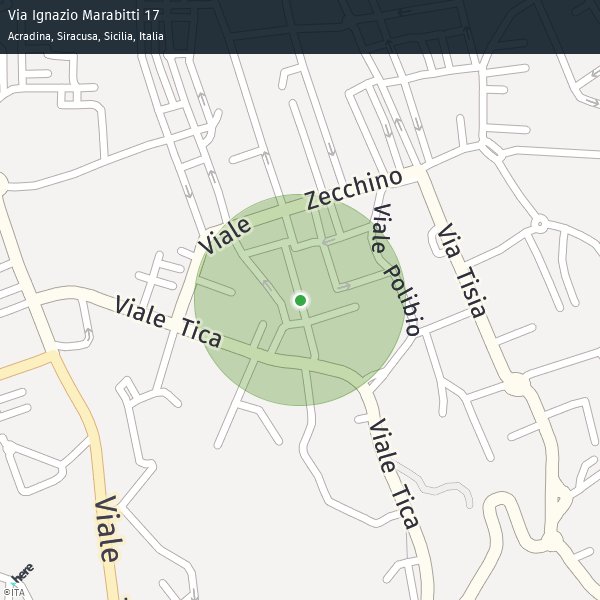 Via Ignazio Marabitti 17
Acradina, Siracusa, Sicilia, Italia
Viale Zecchino
Viale Polibio
Via Tisia
Viale Tica
Viale Tica
Viale
here
©ITA